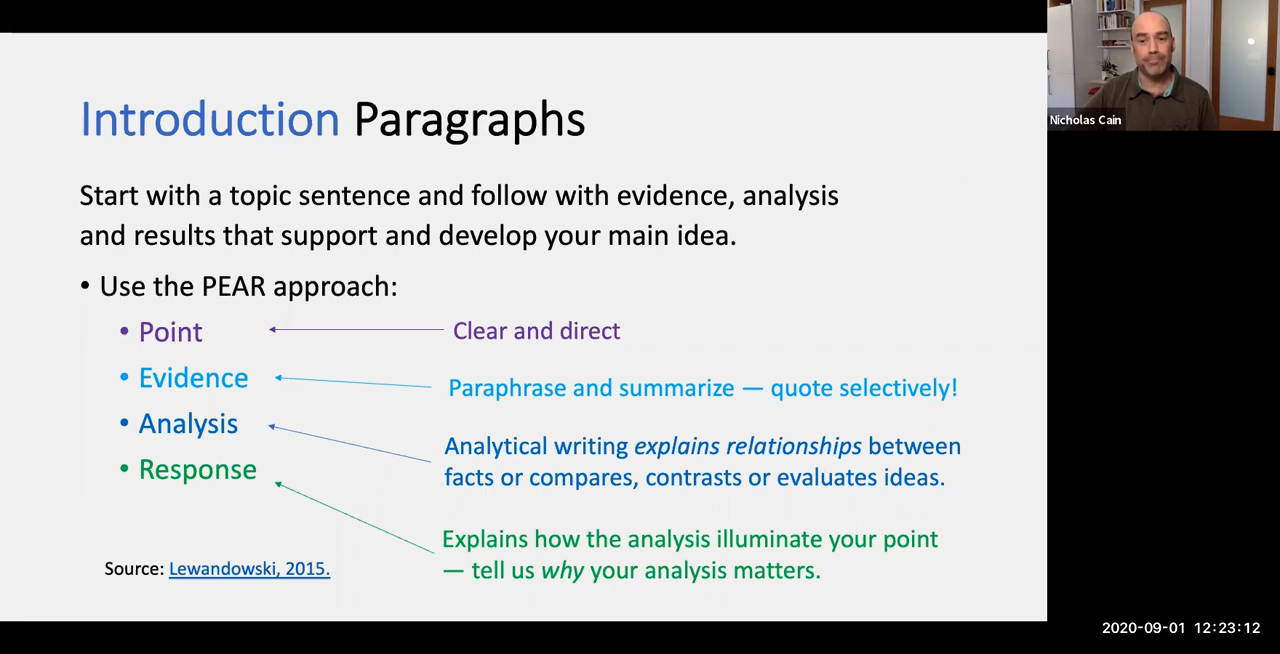 Introduction Paragraphs
Start with a topic sentence and follow with evidence, analysis
and results that support and develop your main idea.
• Use the PEAR approach:
• Point
Clear and direct
• Evidence
Paraphrase and summarize — quote selectively!
• Analysis
Analytical writing explains relationships between
facts or compares, contrasts or evaluates ideas.
• Response
Explains how the analysis illuminate your point
— tell us why your analysis matters.
Source: Lewandowski, 2015.
Nicholas Cain
2020-09-01 12:23:12